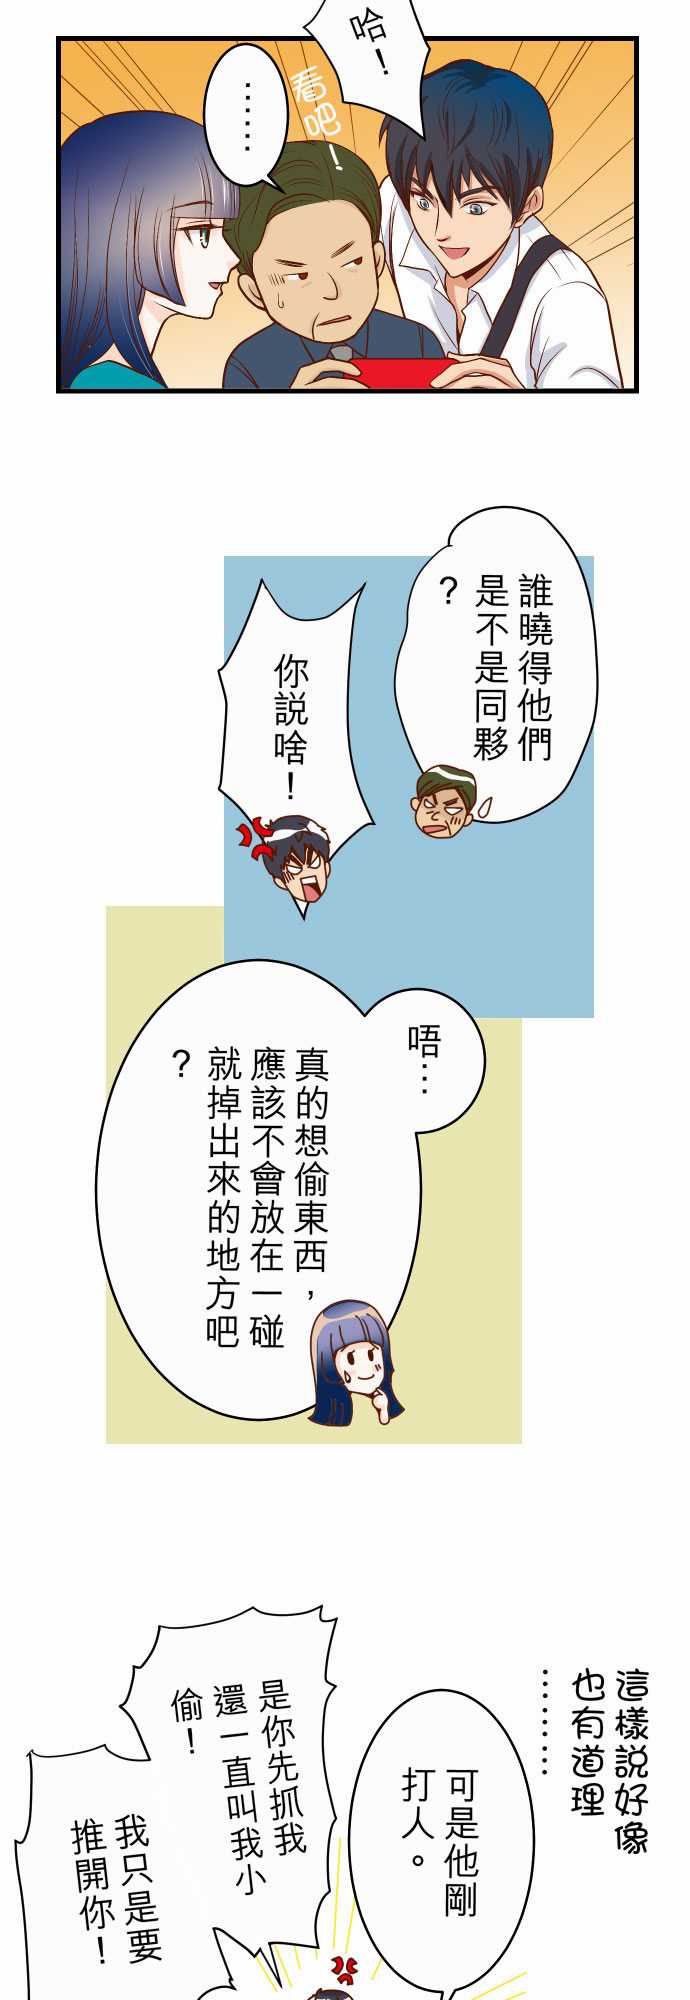 哈！
看吧！
……
誰曉得他們
是不是同夥
？
你説啥！
唔…
真的想偷東西，
應該不會放在一碰
就掉出來的地方吧
？
這樣説好像
也有道理
………
可是他剛
打人。
是你先抓我
還一直叫我小
偷！
我只是要
推開你！